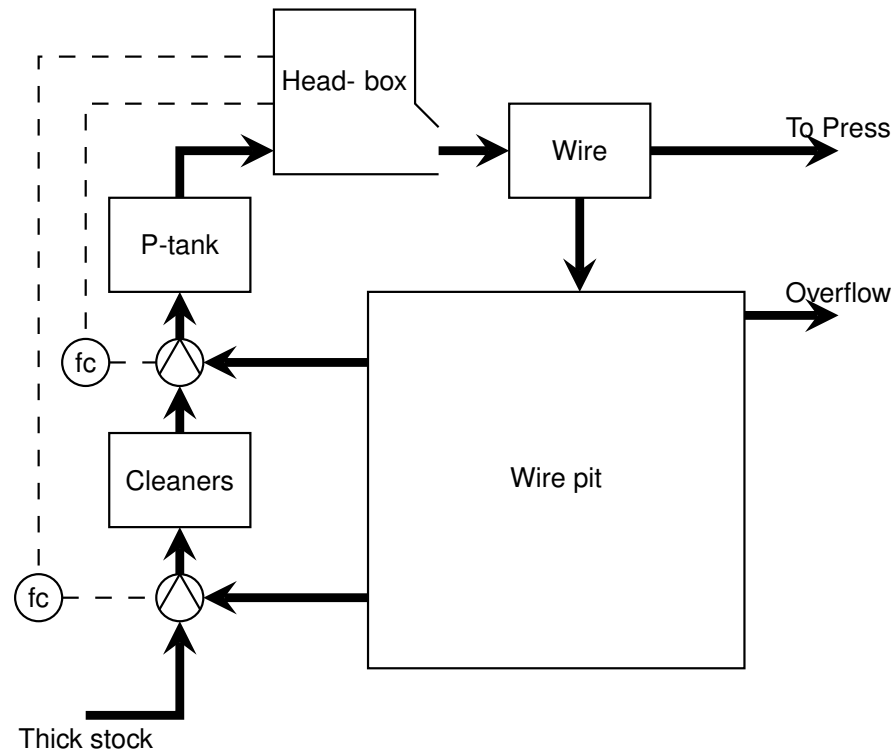 Head- box
To Press
Wire
P-tank
Overflow
fc
Cleaners
Wire pit
fc
Thick stock